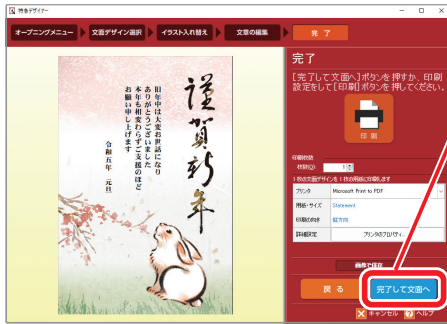 特急デザイナー
オープニングメニュー
文面デザイン選択
イラスト入れ替え
文章の編集
完了
謹賀新年
旧年中は大変お世話になり
ありがとうございました
本年も相変わらずご支援のほど
お願い申し上げます
令和五年 元旦
完了
[完了して文面へ]ボタンを押すか、印刷
設定をして[印刷]ボタンを押してください。
印刷
印刷枚数
枚数(Q): 1
1 枚の文面デザインを 1 枚の用紙に印刷します
プリンタ Microsoft Print to PDF
用紙・サイズ Statement
印刷の向き 縦方向
詳細設定 プリンタのプロパティ...
画像で保存
戻る
完了して文面へ
キャンセル
ヘルプ